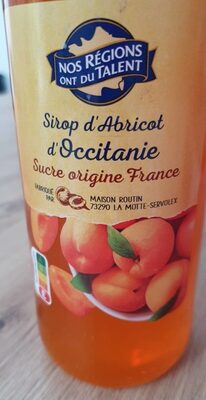 NOS RÉGIONS
ONT DU TALENT
Sirop d'Abricot
d'Occitanie
Sucre origine France
FABRIQUÉ
PAR
MAISON ROUTIN
73290 LA MOTTE-SERVOLEX